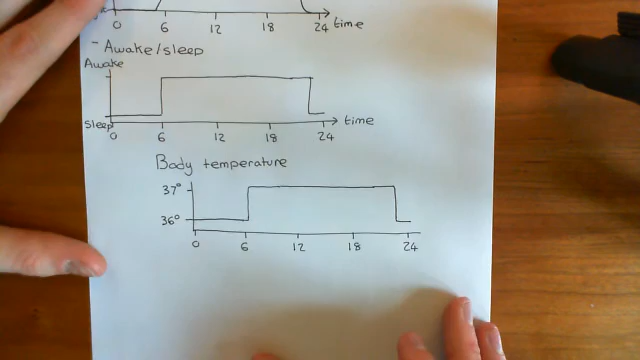 0 6 12 18 24 time
- Awake/sleep
Awake
sleep
0 6 12 18 24 time
Body temperature
37°
36°
0 6 12 18 24